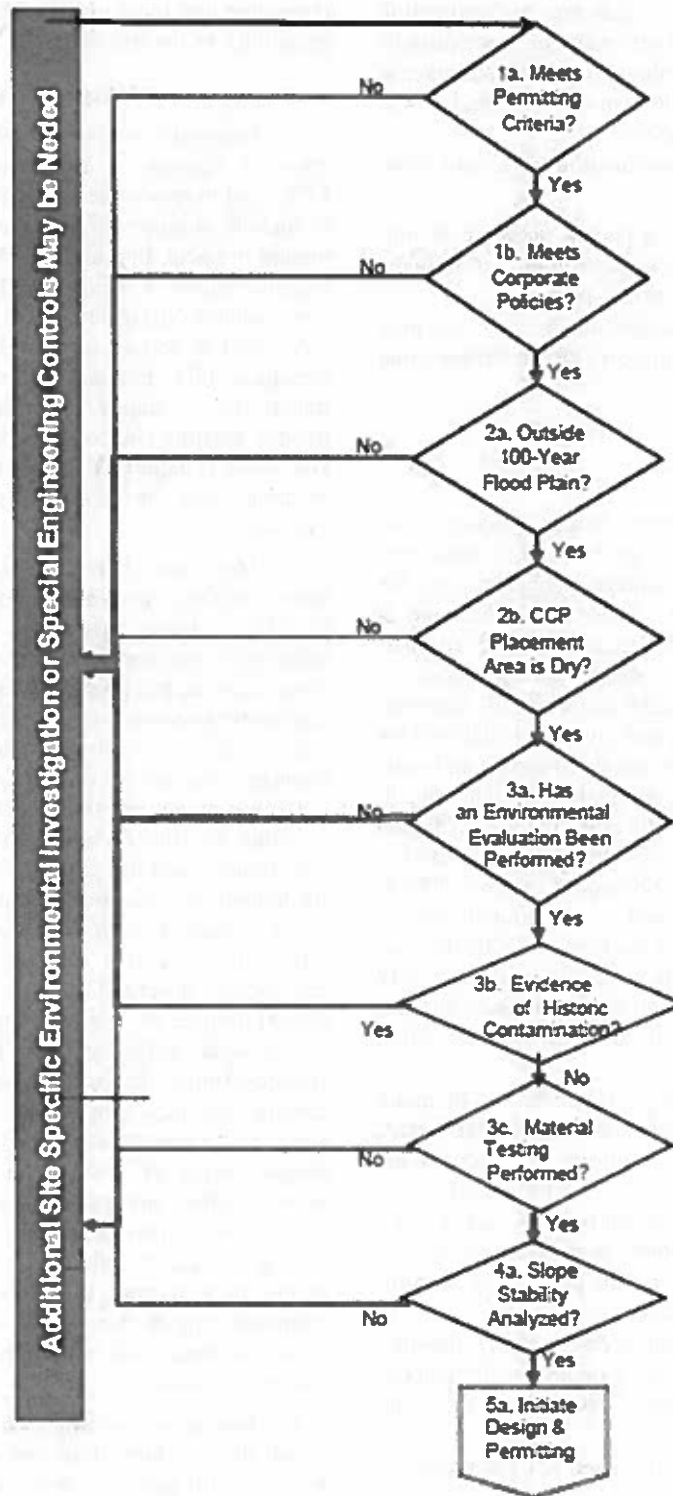 Additional Site Specific Environmental Investigation or Special Engineering Controls May be Neded
1a. Meets
Permitting
Criteria?
No
Yes
1b. Meets
Corporate
Policies?
No
Yes
2a. Outside
100-Year
Flood Plain?
No
Yes
2b. CCP
Placement
Area is Dry?
No
Yes
3a. Has
an Environmental
Evaluation Been
Performed?
No
Yes
3b. Evidence
of Historic
Contamination?
Yes
No
3c. Material
Testing
Performed?
No
Yes
4a. Slope
Stability
Analyzed?
No
Yes
5a. Initiate
Design &
Permitting